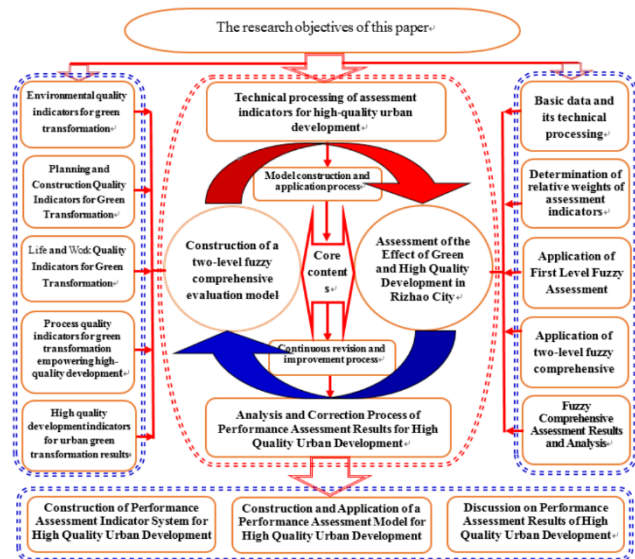 The research objectives of this paper↵
Environmental quality
indicators for green
transformation↵
Planning and
Construction Quality
Indicators for Green
Transformation↵
Life and Work Quality
Indicators for Green
Transformation↵
Process quality
indicators for green
transformation
empowering high-
quality development↵
High quality
development indicators
for urban green
transformation results
Technical processing of assessment
indicators for high-quality urban
development↵
Model construction and
application process↵
Construction of a
two-level fuzzy
comprehensive
evaluation model↵
Core
content
s↵
Assessment of the
Effect of Green and
High Quality
Development in
Rizhao City↵
Continuous revision and
improvement process↵
Analysis and Correction Process of
Performance Assessment Results for High
Quality Urban Development↵
Basic data and
its technical
processing↵
Determination of
relative weights of
assessment
indicators↵
Application of
First Level Fuzzy
Assessment↵
Application of
two-level fuzzy
comprehensive↵
Fuzzy
Comprehensive
Assessment Results
and Analysis↵
Construction of Performance
Assessment Indicator System for
High Quality Urban Development↵
Construction and Application of a
Performance Assessment Model for
High Quality Urban Development↵
Discussion on Performance
Assessment Results of High
Quality Urban Development↵